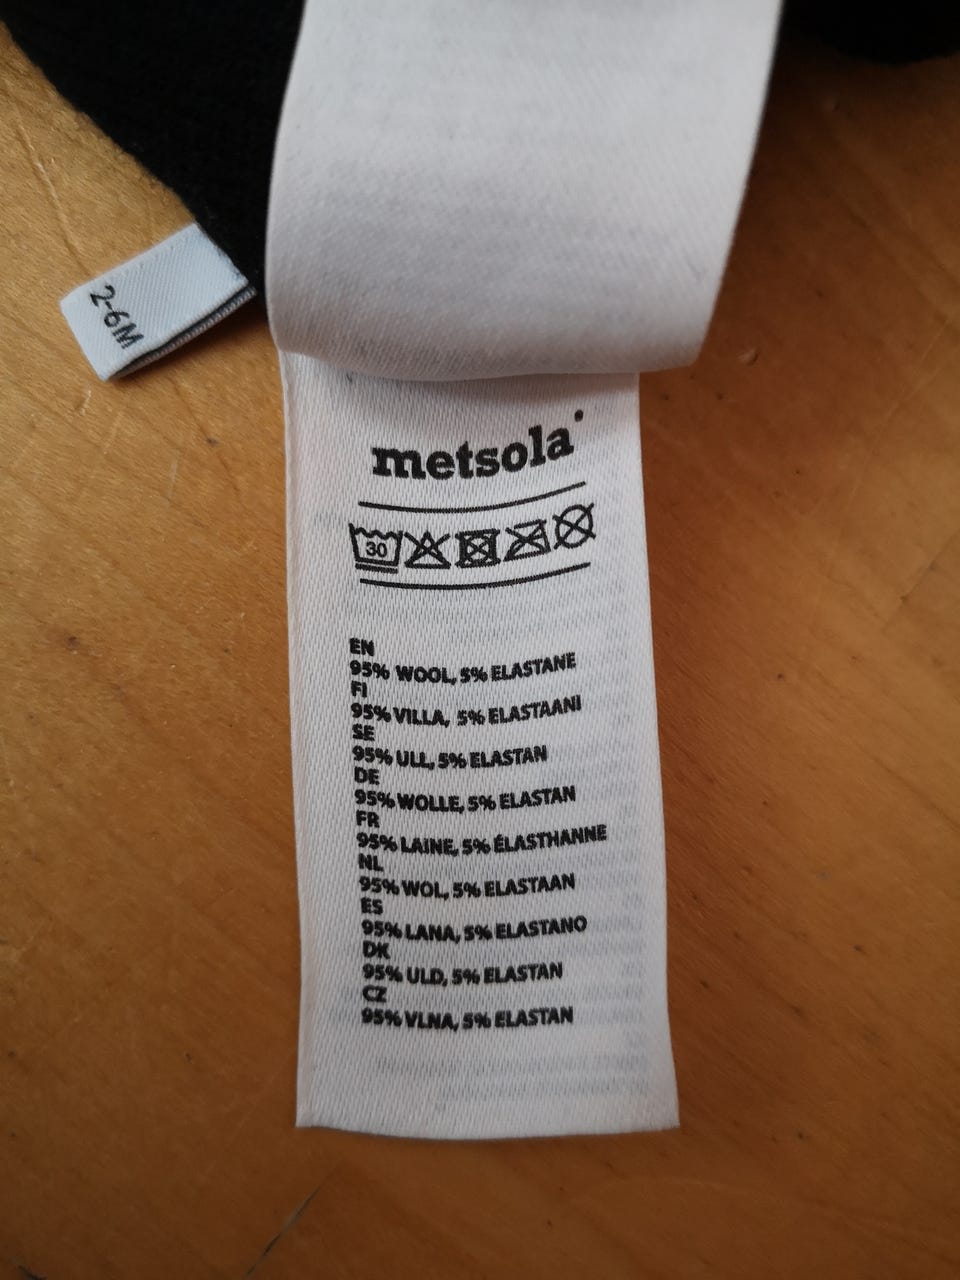 2-6M
metsola
30
EN
95% WOOL, 5% ELASTANE
FI
95% VILLA, 5% ELASTAANI
SE
95% ULL, 5% ELASTAN
DE
95% WOLLE, 5% ELASTAN
FR
95% LAINE, 5% ÉLASTHANNE
NL
95% WOL, 5% ELASTAAN
ES
95% LANA, 5% ELASTANO
DK
95% ULD, 5% ELASTAN
CZ
95% VLNA, 5% ELASTAN